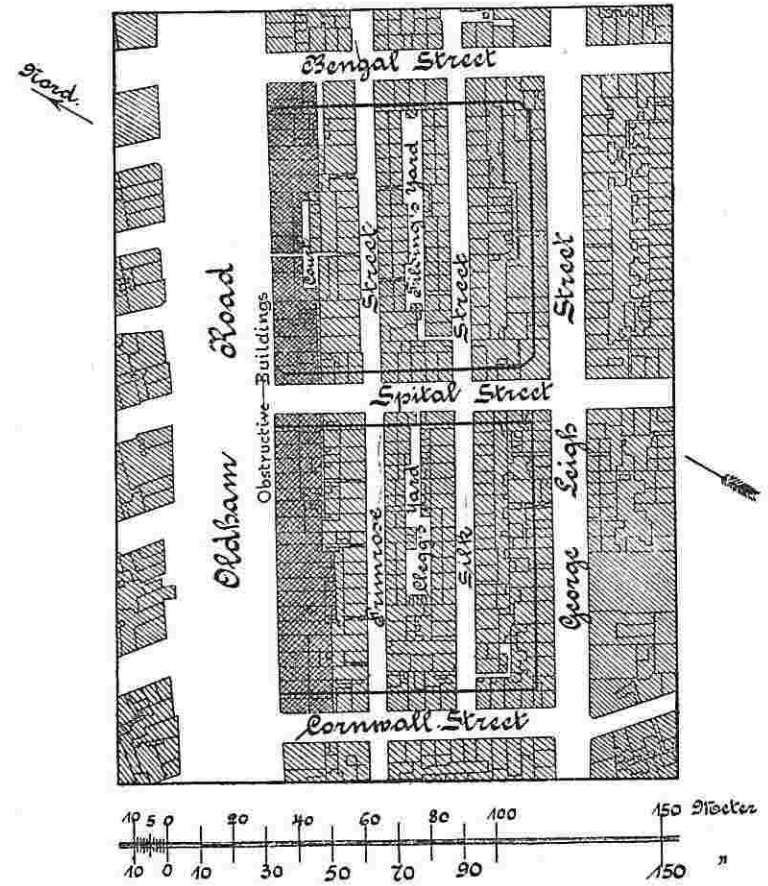 Nord.
Bengal Street
Court
Street
Silbing's Yard
Street
Street
Oldham Road
Obstructive Buildings
Spital Street
Primrose
Clegg's Yard
Silk
George Leigh
Cornwall Street
10 5 0 20 40 60 80 100 150 Meter
10 0 10 30 50 70 90 150 "